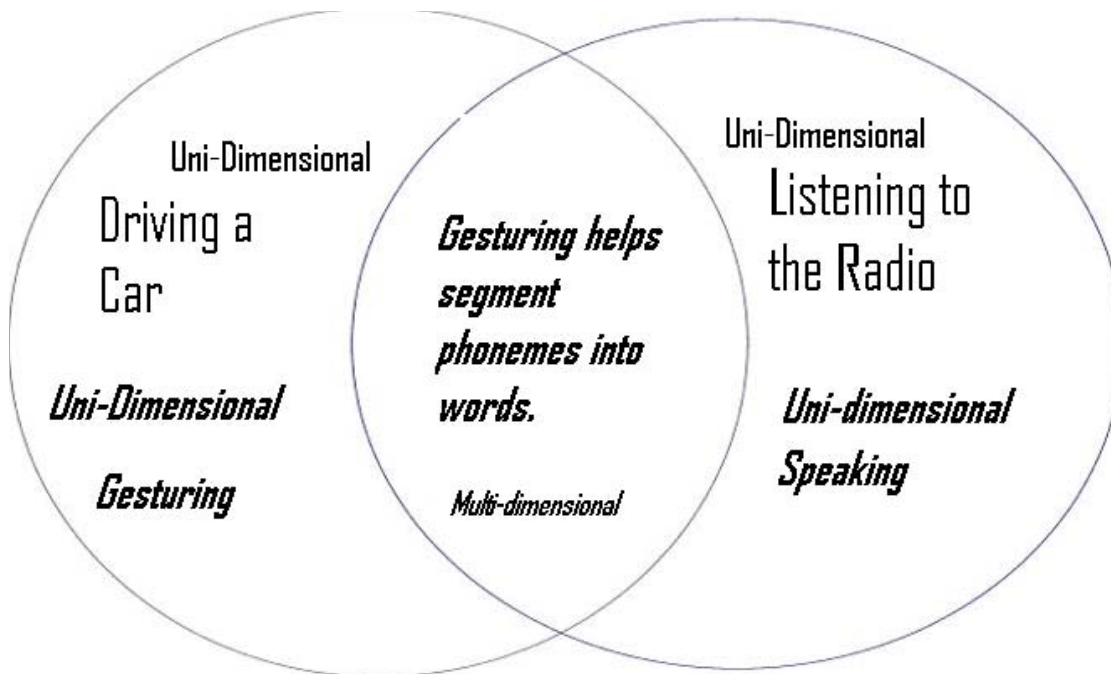 Uni-Dimensional
Driving a
Car
Uni-Dimensional
Gesturing
Gesturing helps
segment
phonemes into
words.
Multi-dimensional
Uni-Dimensional
Listening to
the Radio
Uni-dimensional
Speaking